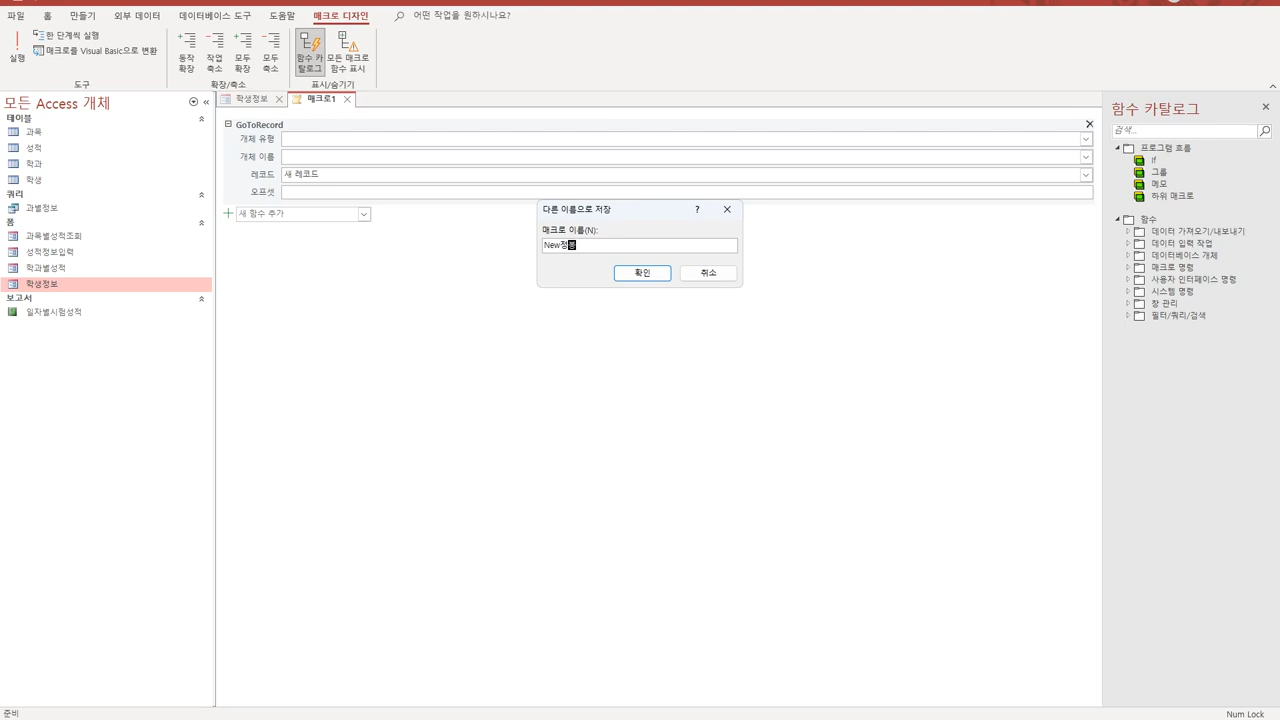 파일 홈 만들기 외부 데이터 데이터베이스 도구 도움말 매크로 디자인 어떤 작업을 원하시나요?
실행
한 단계씩 실행
매크로를 Visual Basic으로 변환
도구
동작 확장
작업 축소
모두 확장
모두 축소
확장/축소
함수 카탈로그
모든 매크로 함수 표시
표시/숨기기
모든 Access 개체
테이블
과목
성적
학과
학생
쿼리
과별정보
폼
과목별성적조회
성적정보입력
학과별성적
학생정보
보고서
일자별시험성적
학생정보 매크로1
GoToRecord
개체 유형
개체 이름
레코드 새 레코드
오프셋
새 함수 추가
다른 이름으로 저장 ?
매크로 이름(N):
확인 취소
함수 카탈로그
검색...
프로그램 흐름
If
그룹
메모
하위 매크로
함수
데이터 가져오기/내보내기
데이터 입력 작업
데이터베이스 개체
매크로 명령
사용자 인터페이스 명령
시스템 명령
창 관리
필터/쿼리/검색
준비
Num Lock